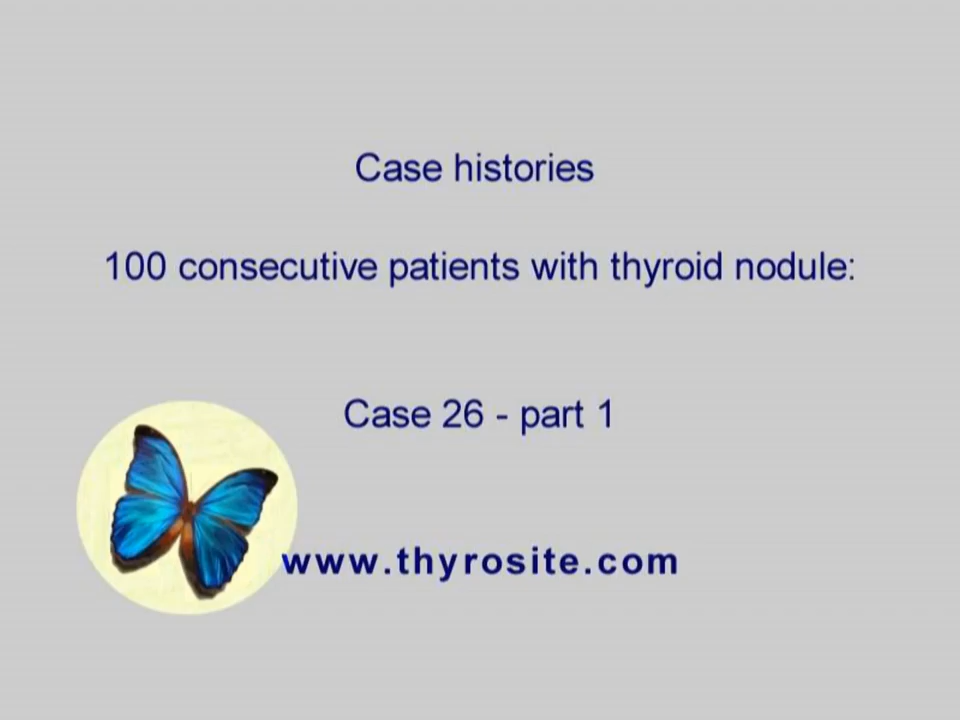 Case histories
100 consecutive patients with thyroid nodule:
Case 26 - part 1
www.thyrosite.com